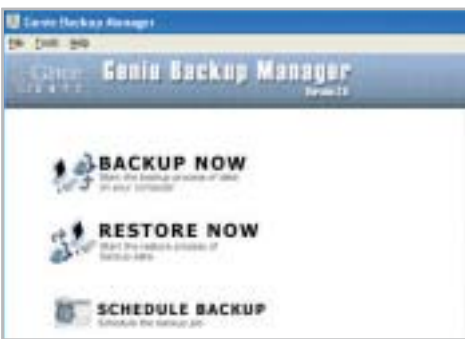 Genie Backup Manager
File Tools Help
Genie Backup Manager
BACKUP NOW
Start the backup process of data
on your computer
RESTORE NOW
Start the restore process of
backup data
SCHEDULE BACKUP
Schedule the backup job